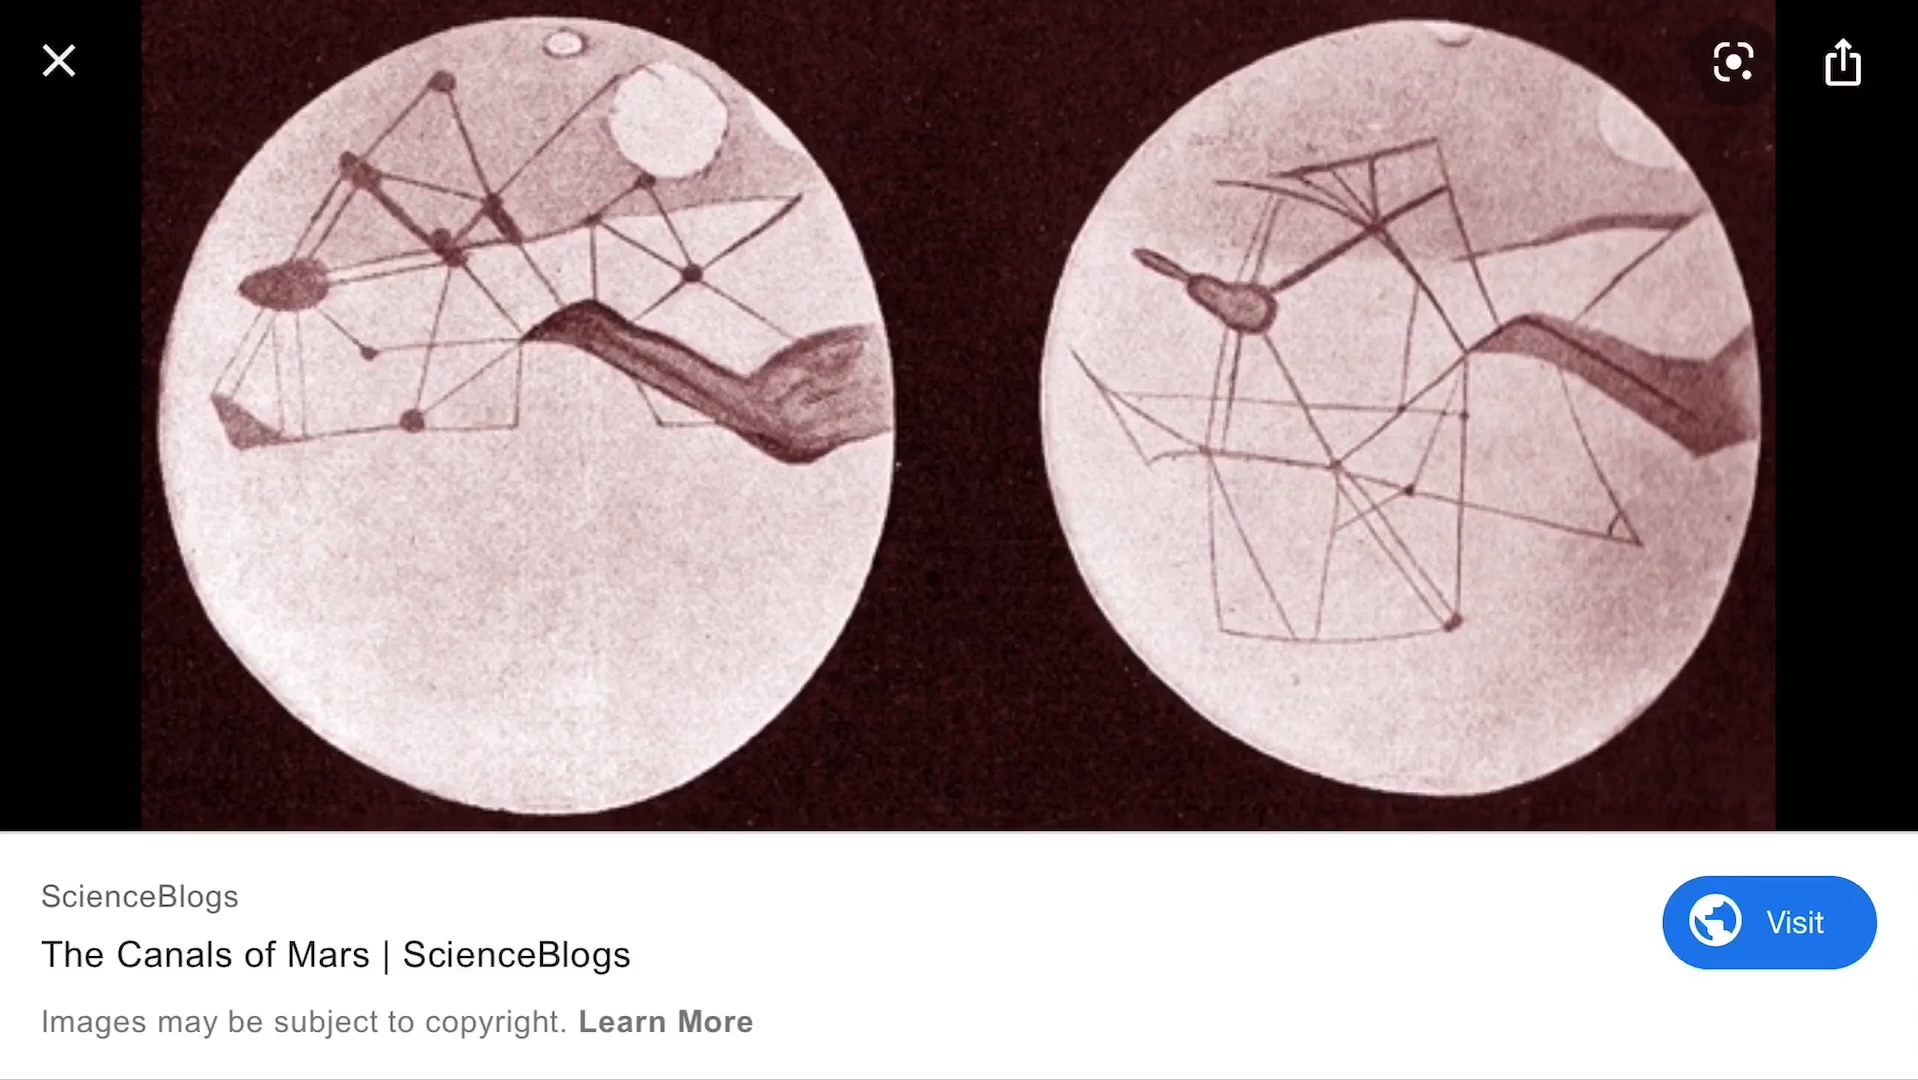 ScienceBlogs
The Canals of Mars | ScienceBlogs
Visit
Images may be subject to copyright. Learn More